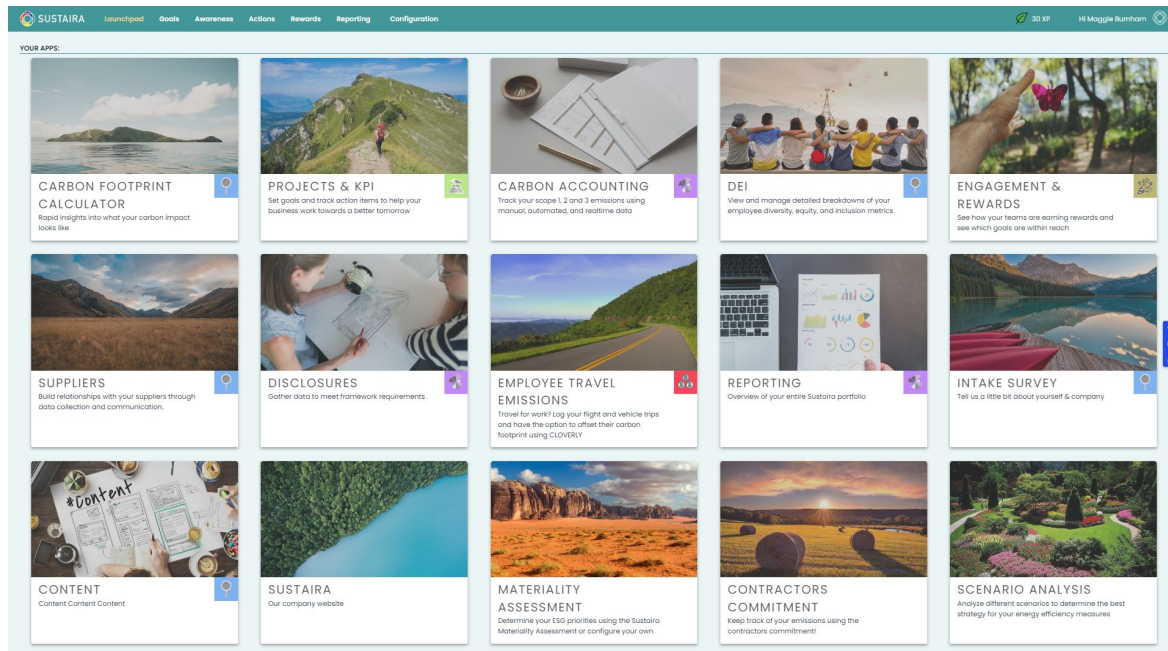 SUSTAIRA Launchpad Goals Awareness Actions Rewards Reporting Configuration 30 XP Hi Maggie Burnham
YOUR APPS:
CARBON FOOTPRINT
CALCULATOR
Rapid insights into what your carbon impact
looks like
PROJECTS & KPI
Set goals and track action items to help your
business work towards a better tomorrow
CARBON ACCOUNTING
Track your scope 1, 2 and 3 emissions using
manual, automated, and realtime data
DEI
View and manage detailed breakdowns of your
employee diversity, equity, and inclusion metrics
ENGAGEMENT &
REWARDS
See how your teams are earning rewards and
see which goals are within reach
SUPPLIERS
Build relationships with your suppliers through
data collection and communication.
DISCLOSURES
Gather data to meet framework requirements
EMPLOYEE TRAVEL
EMISSIONS
Travel for work? Log your flight and vehicle trips
and have the option to offset their carbon
footprint using CLOVERLY
REPORTING
Overview of your entire Sustaira portfolio
INTAKE SURVEY
Tell us a little bit about yourself & company
#Content
CONTENT
Content Content Content
SUSTAIRA
Our company website
MATERIALITY
ASSESSMENT
Determine your ESG priorities using the Sustaira
Materiality Assessment or configure your own
CONTRACTORS
COMMITMENT
Keep track of your emissions using the
contractors commitment!
SCENARIO ANALYSIS
Analyze different scenarios to determine the best
strategy for your energy efficiency measures